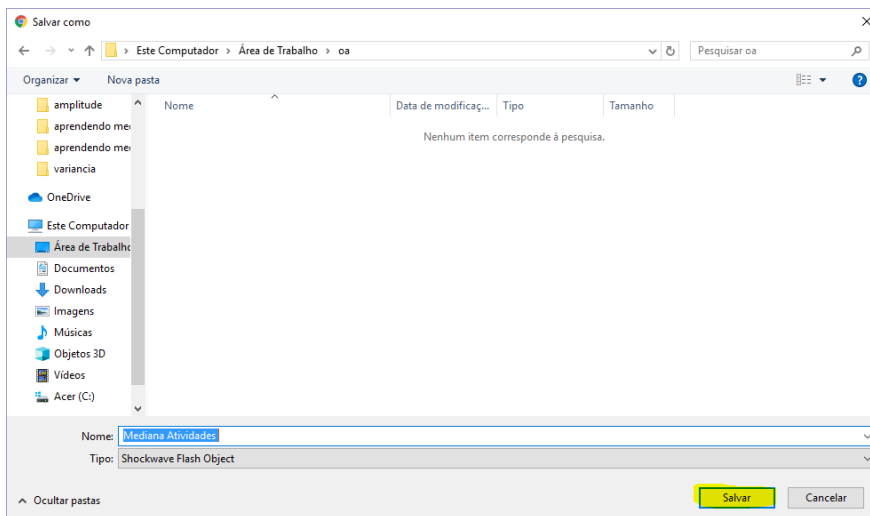 Salvar como
Este Computador > Área de Trabalho > oa
Pesquisar oa
Organizar
Nova pasta
Nome
Data de modificaç...
Tipo
Tamanho
Nenhum item corresponde à pesquisa.
amplitude
aprendendo me
aprendendo me
variancia
OneDrive
Este Computador
Área de Trabalho
Documentos
Downloads
Imagens
Músicas
Objetos 3D
Vídeos
Acer (C:)
Nome: Mediana Atividades
Tipo: Shockwave Flash Object
Ocultar pastas
Salvar
Cancelar